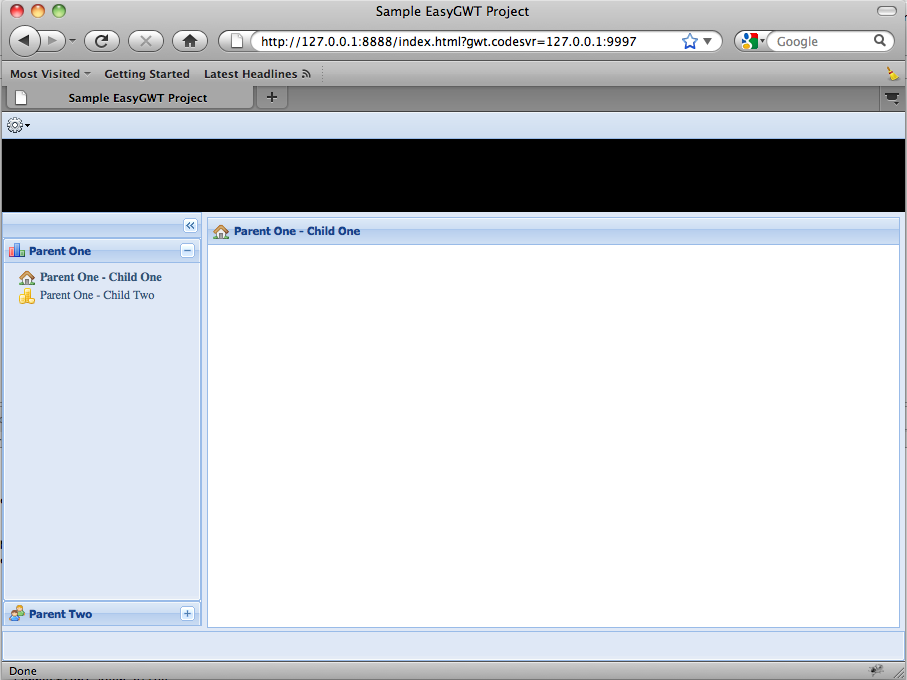 Sample EasyGWT Project
http://127.0.0.1:8888/index.html?gwt.codesvr=127.0.0.1:9997
Google
Most Visited Getting Started Latest Headlines
Sample EasyGWT Project
Parent One - Child One
Parent One
Parent One - Child One
Parent One - Child Two
Parent Two
Done